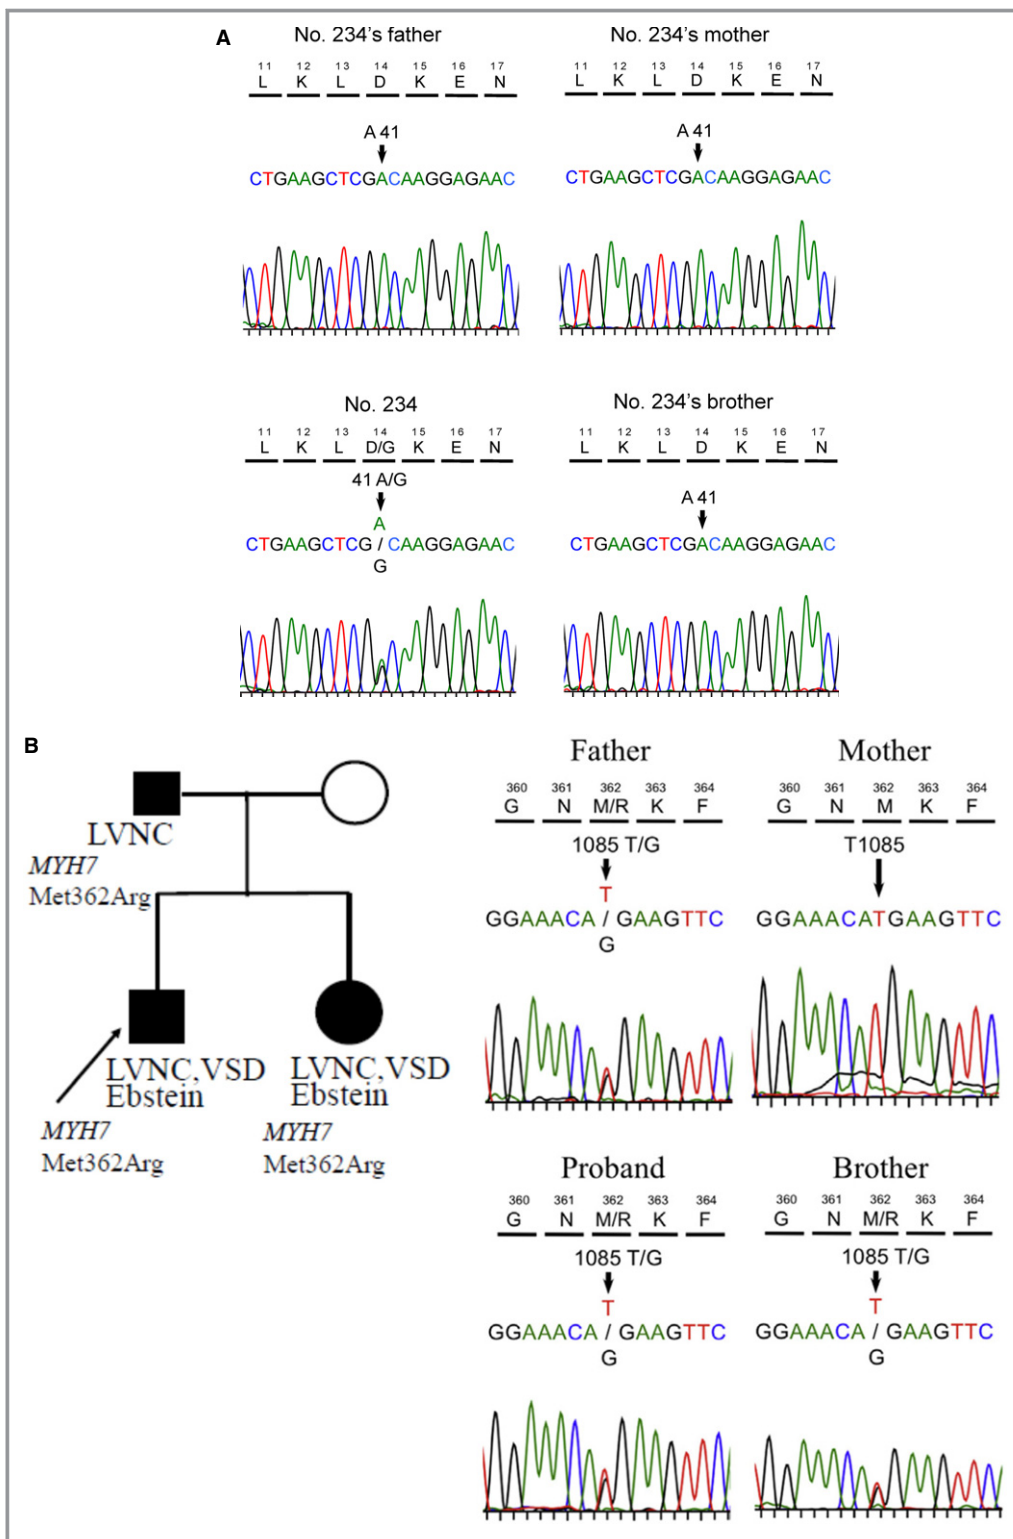 A
No. 234's father
11 12 13 14 15 16 17
L K L D K E N
A 41
CTGAAGCTCGACAAGGAGAAC
No. 234's mother
11 12 13 14 15 16 17
L K L D K E N
A 41
CTGAAGCTCGACAAGGAGAAC
No. 234
11 12 13 14 15 16 17
L K L D/G K E N
41 A/G
A
CTGAAGCTCG / CAAGGAGAAC
G
No. 234's brother
11 12 13 14 15 16 17
L K L D K E N
A 41
CTGAAGCTCGACAAGGAGAAC
B
LVNC
MYH7
Met362Arg
LVNC,VSD
Ebstein
MYH7
Met362Arg
LVNC,VSD
Ebstein
MYH7
Met362Arg
Father
360 361 362 363 364
G N M/R K F
1085 T/G
T
GGAAACA / GAAGTTC
G
Mother
360 361 362 363 364
G N M K F
T1085
GGAAACATGAAGTTC
Proband
360 361 362 363 364
G N M/R K F
1085 T/G
T
GGAAACA / GAAGTTC
G
Brother
360 361 362 363 364
G N M/R K F
1085 T/G
T
GGAAACA / GAAGTTC
G